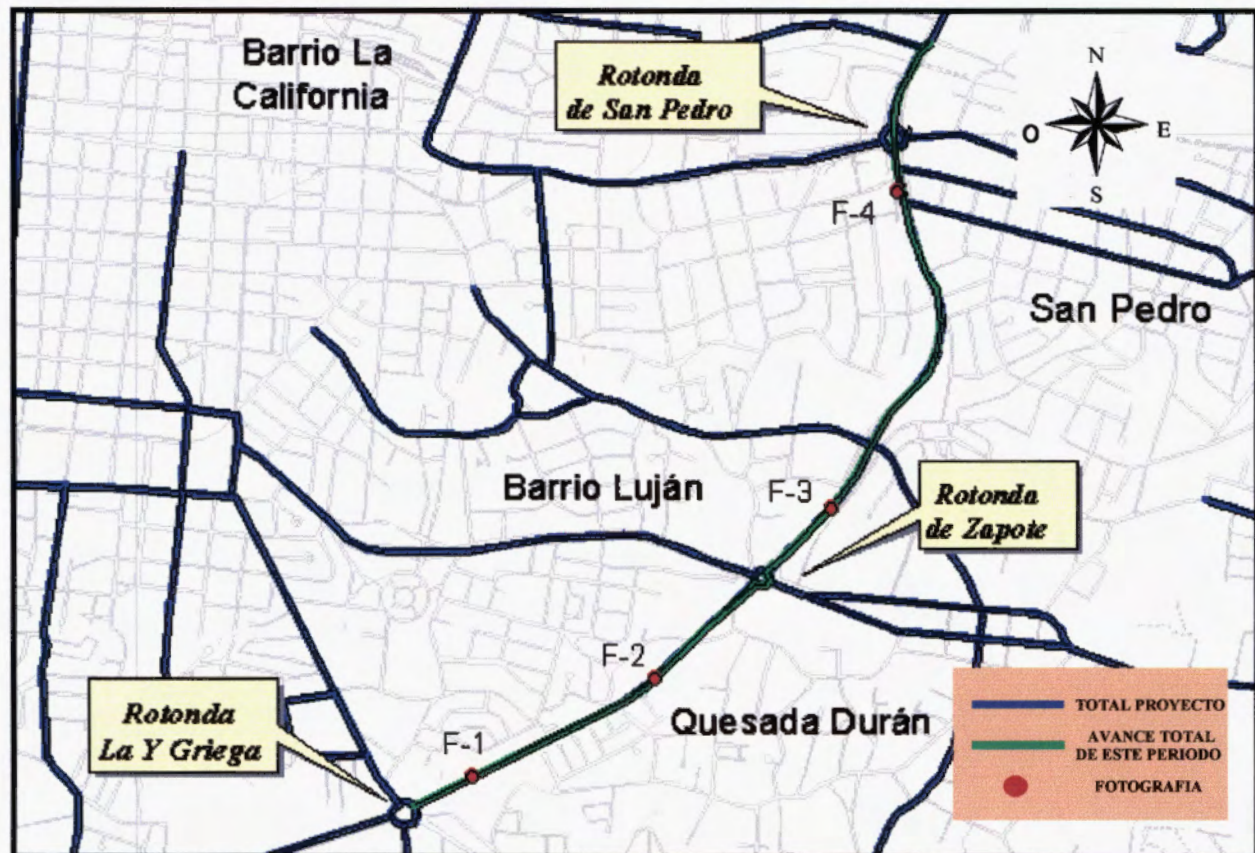 Barrio La
California
Rotonda
de San Pedro
N
O
E
S
F-4
San Pedro
Barrio Luján
F-3
Rotonda
de Zapote
F-2
Quesada Durán
Rotonda
La Y Griega
F-1
TOTAL PROYECTO
AVANCE TOTAL
DE ESTE PERIODO
FOTOGRAFIA